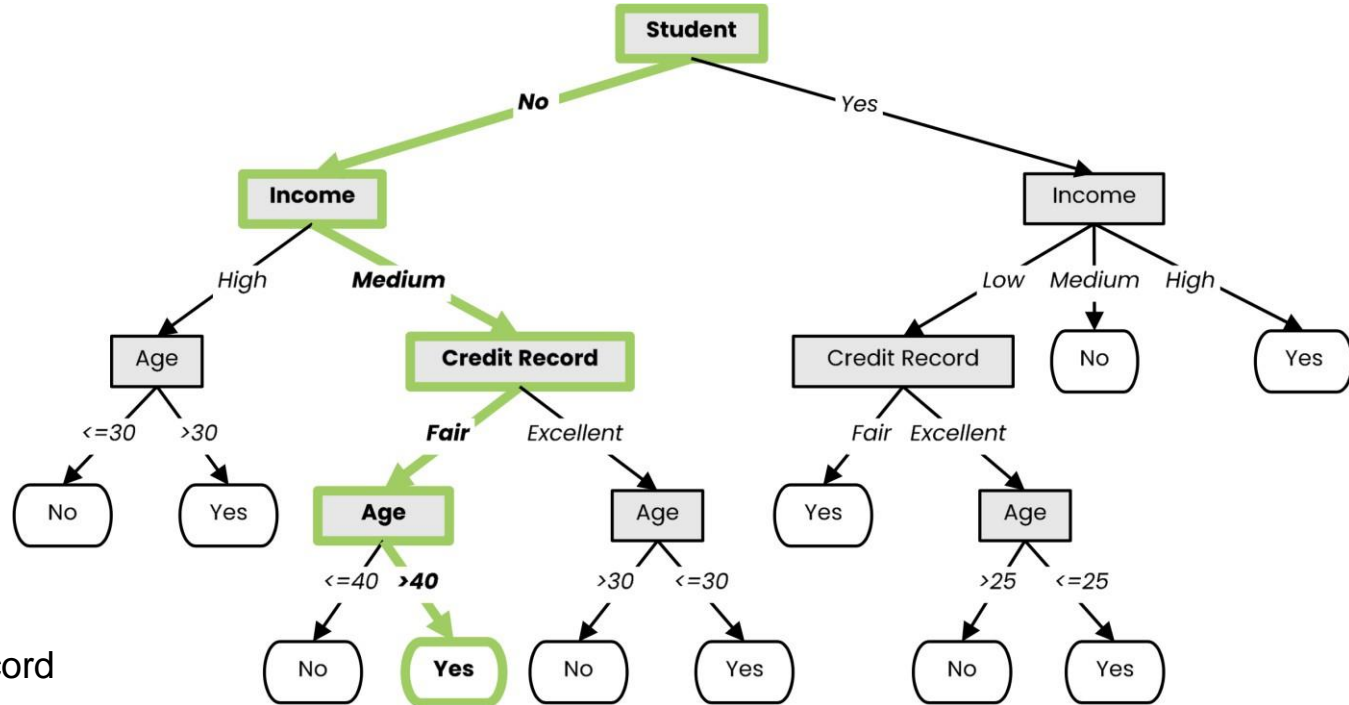 Student
No
Yes
Income
Income
High
Medium
Low
Medium
High
Age
Credit Record
Credit Record
No
Yes
<=30
>30
Fair
Excellent
Fair
Excellent
No
Yes
Age
Age
Yes
Age
<=40
>40
>30
<=30
>25
<=25
No
Yes
No
Yes
No
Yes
cord